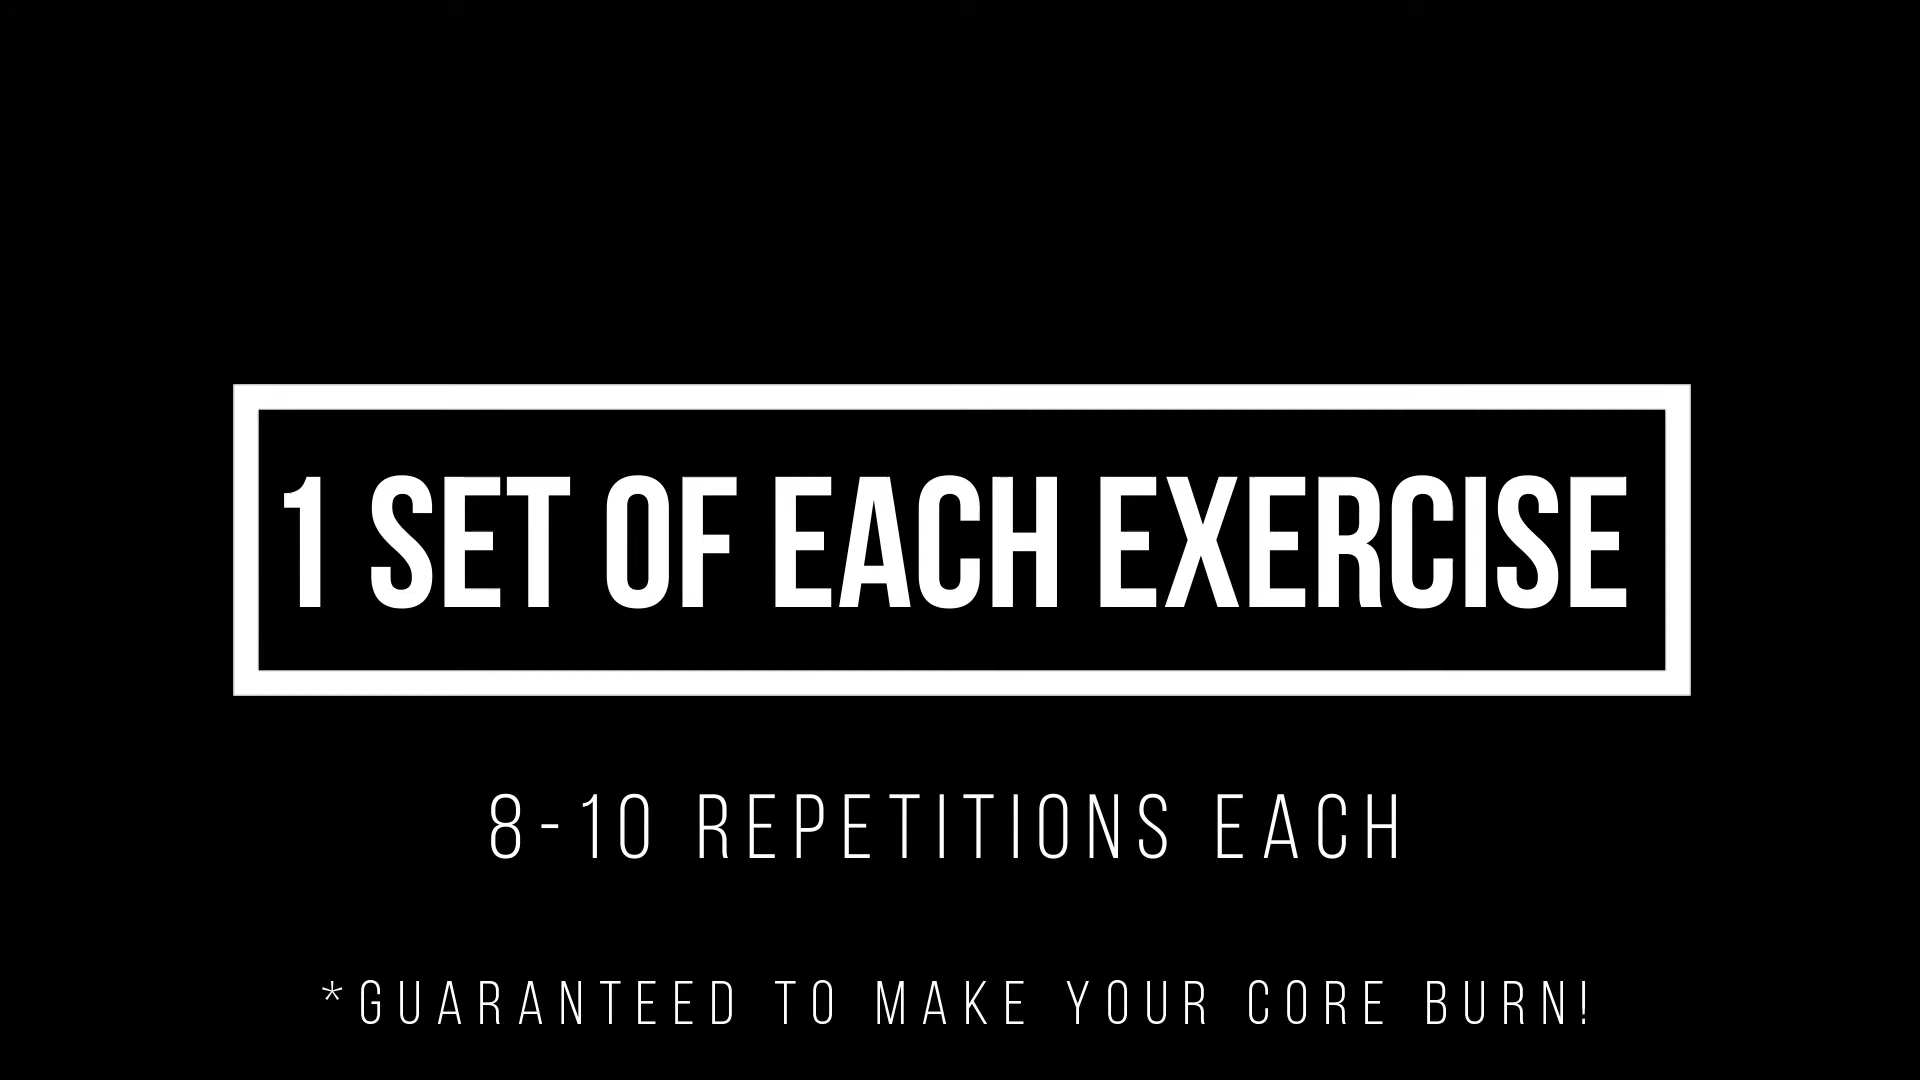 1 SET OF EACH EXERCISE
8-10 REPETITIONS EACH
*GUARANTEED TO MAKE YOUR CORE BURN!